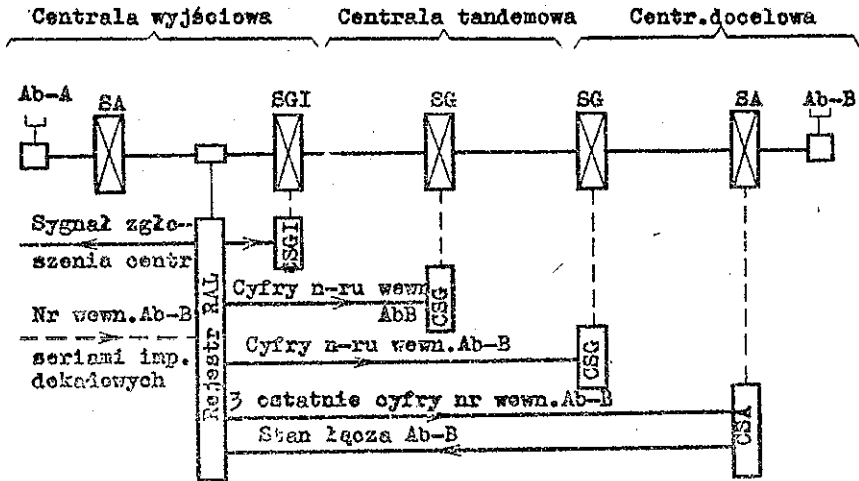 Centrala wyjściowa
Centrala tandemowa
Centr.docelowa
Ab-A
SA
SGI
SG
SG
SA
Ab-B
Sygnał zgło-
szenia centr
CSGI
Cyfry n-ru wewn
AbB
CSG
Nr wewn.Ab-B
seriami imp.
dekadowych
Rejestr RAL
Cyfry n-ru wewn.Ab-B
CSG
3 ostatnie cyfry nr wewn.Ab-B
Stan łącza Ab-B
CSA